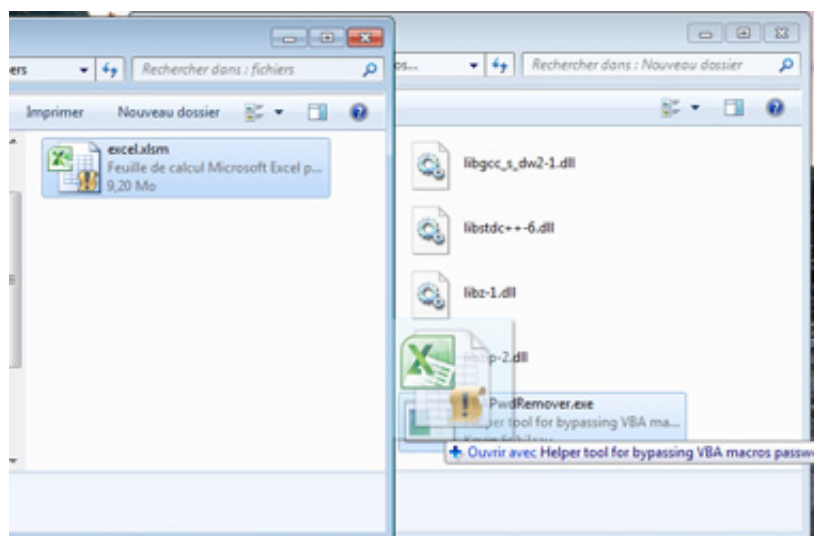 ers
Rechercher dans : fichiers
Imprimer Nouveau dossier
excel.xlsm
Feuille de calcul Microsoft Excel p...
9,20 Mo
os...
Rechercher dans : Nouveau dossier
libgcc_s_dw2-1.dll
libstdc++-6.dll
libz-1.dll
p-2.dll
PwdRemover.exe
per tool for bypassing VBA ma...
Ouvrir avec Helper tool for bypassing VBA macros passw